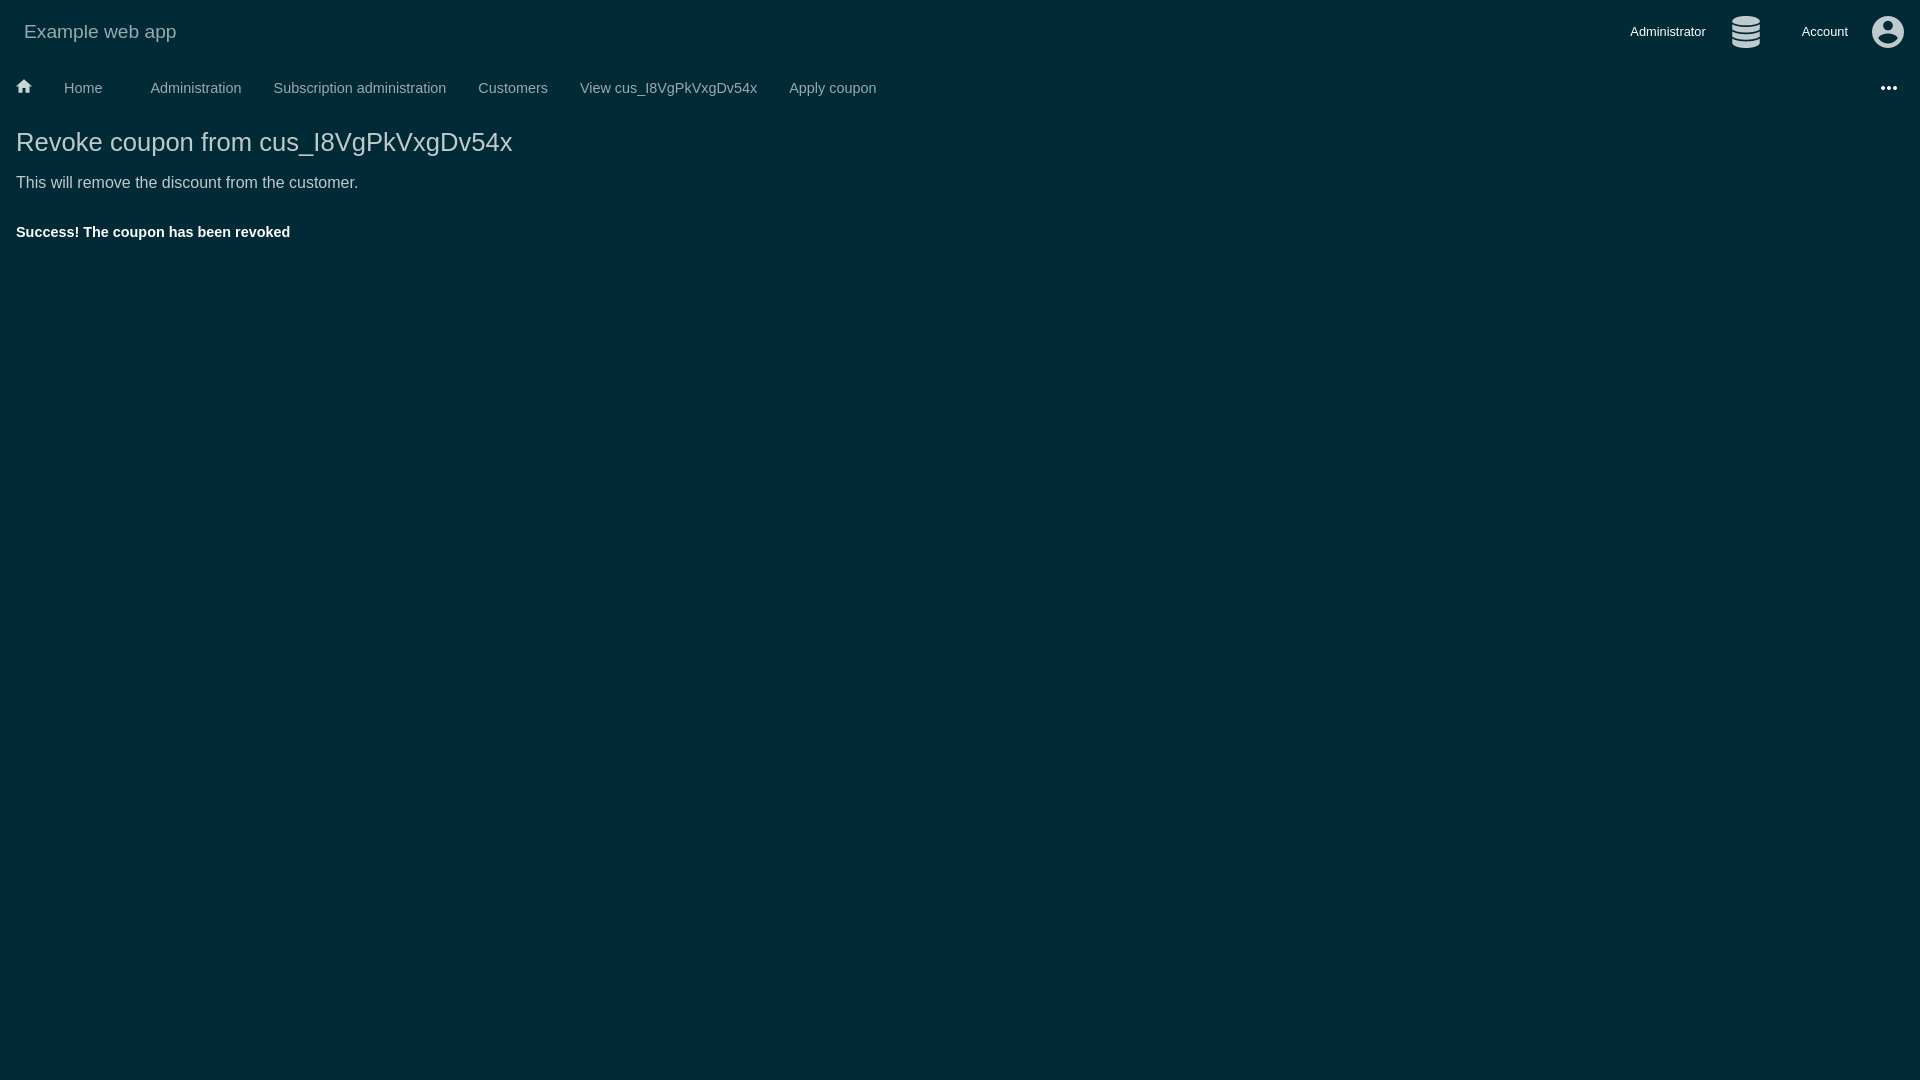 Example web app
Administrator
Account
Home
Administration
Subscription administration
Customers
View cus_I8VgPkVxgDv54x
Apply coupon
Revoke coupon from cus_I8VgPkVxgDv54x
This will remove the discount from the customer.
Success! The coupon has been revoked